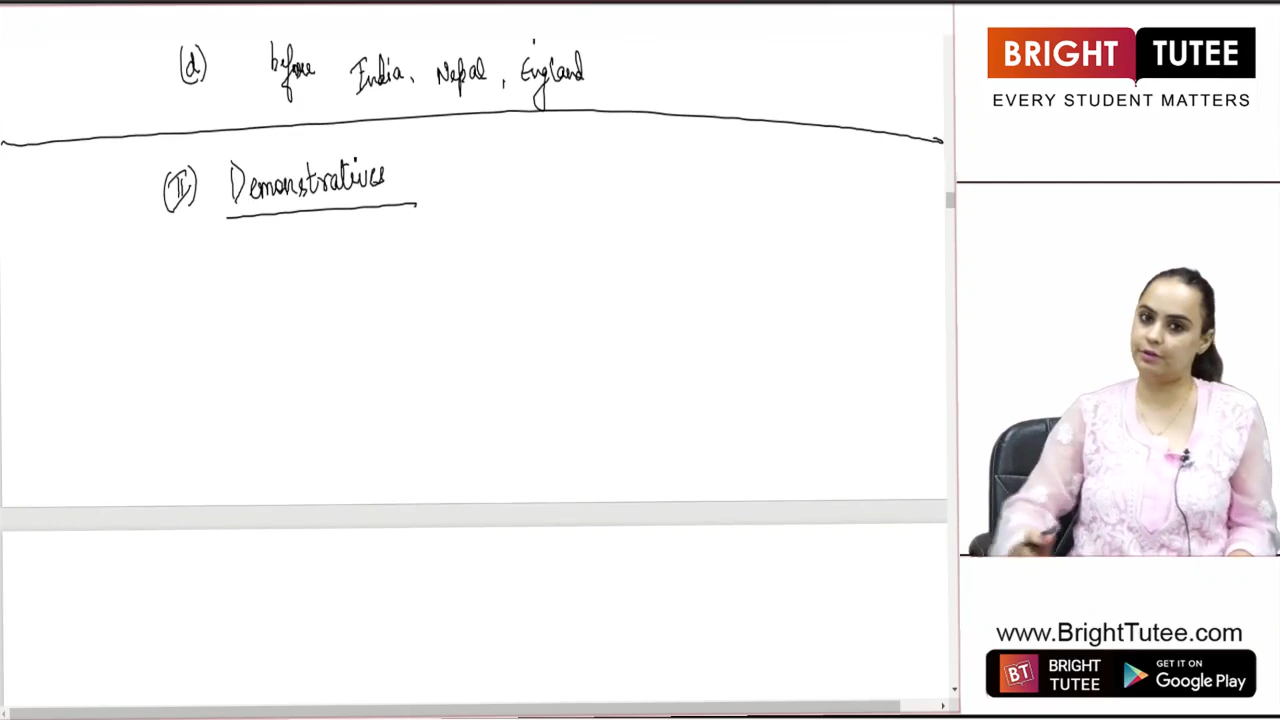 (d) before India, Nepal, England
(II) Demonstratives
BRIGHT TUTEE
EVERY STUDENT MATTERS
www.BrightTutee.com
BT BRIGHT TUTEE
GET IT ON
Google Play